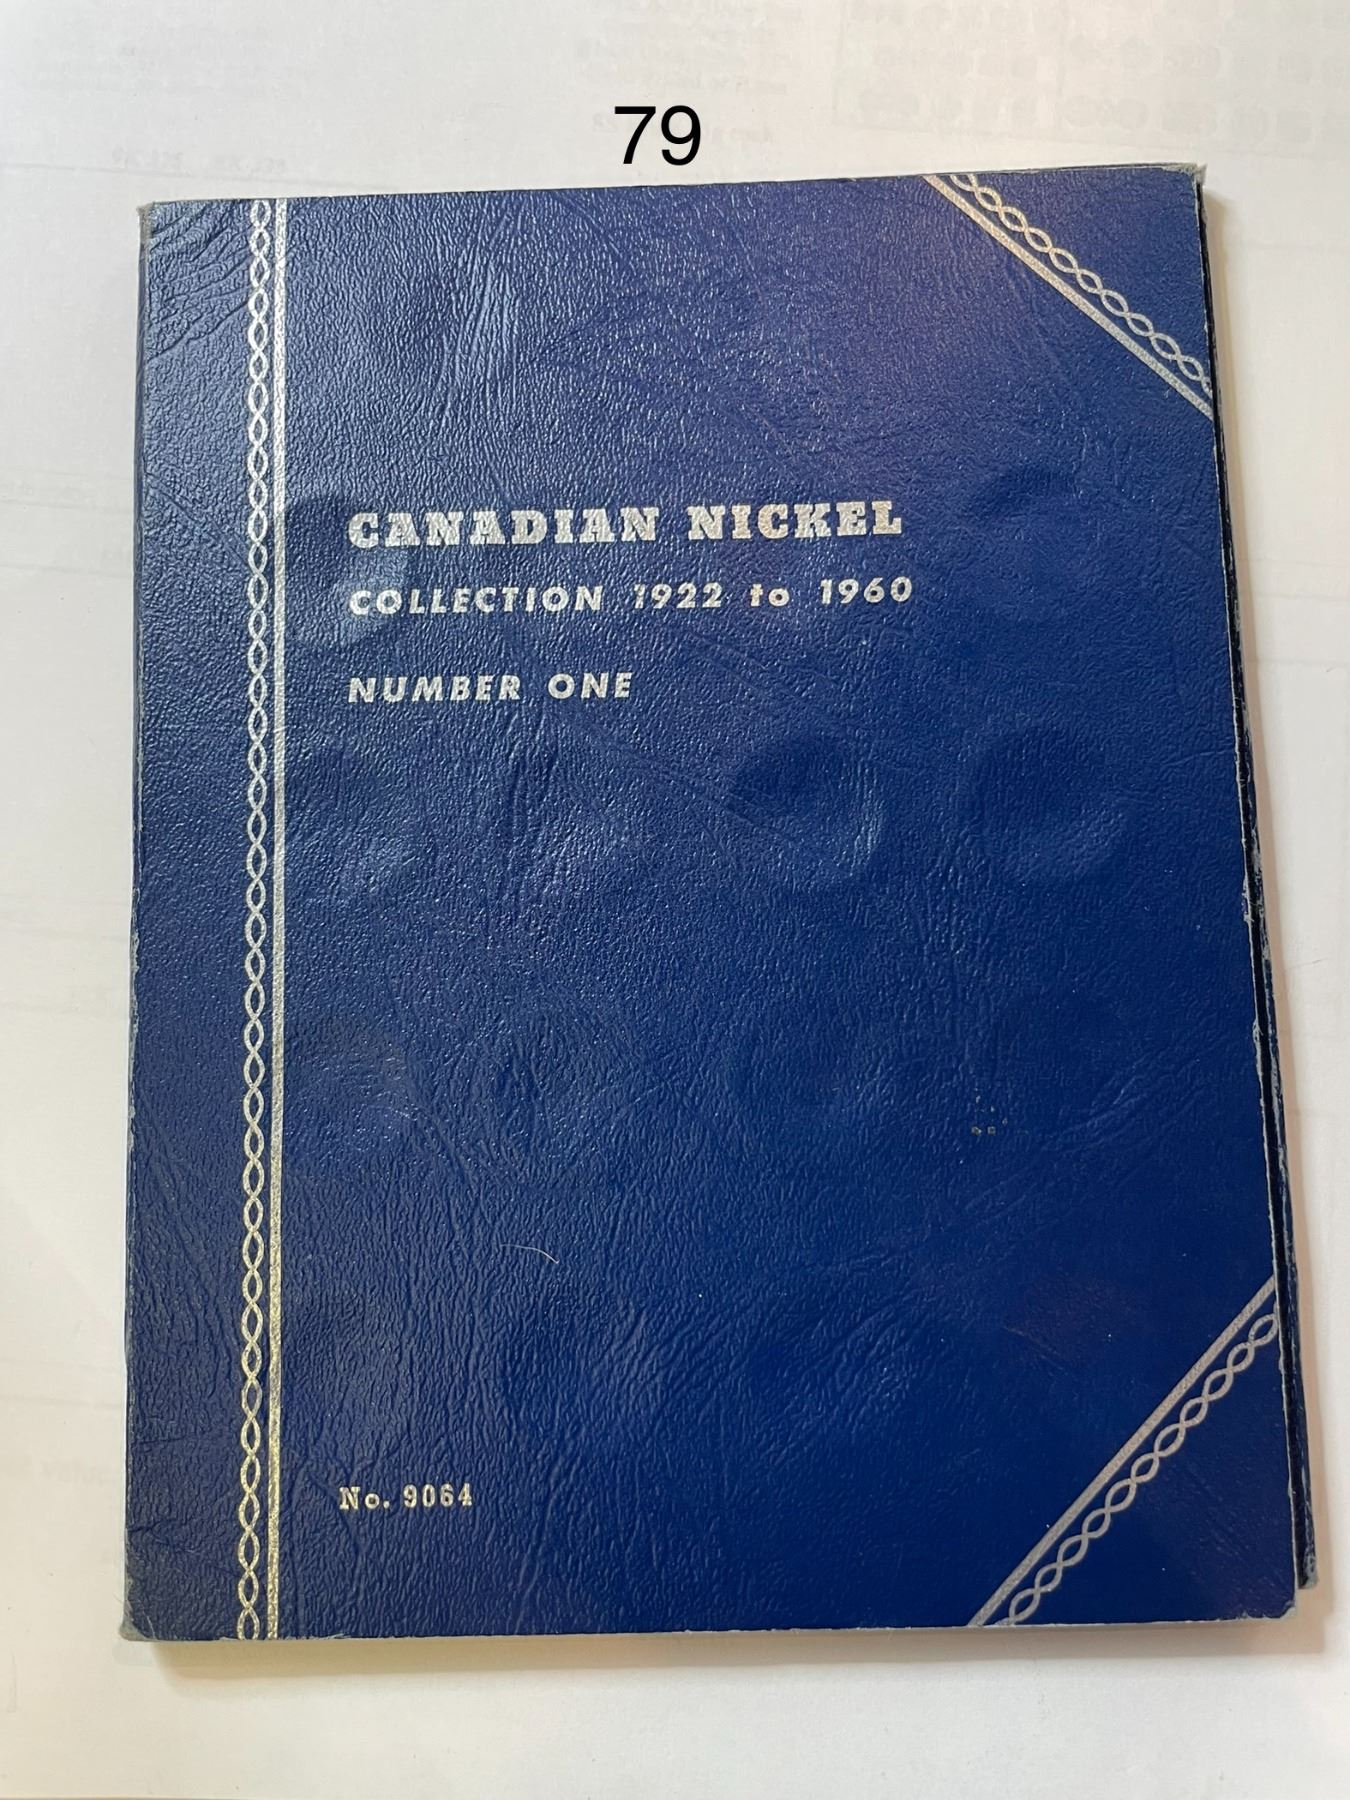 79
CANADIAN NICKEL
COLLECTION 1922 to 1960
NUMBER ONE
No. 9064